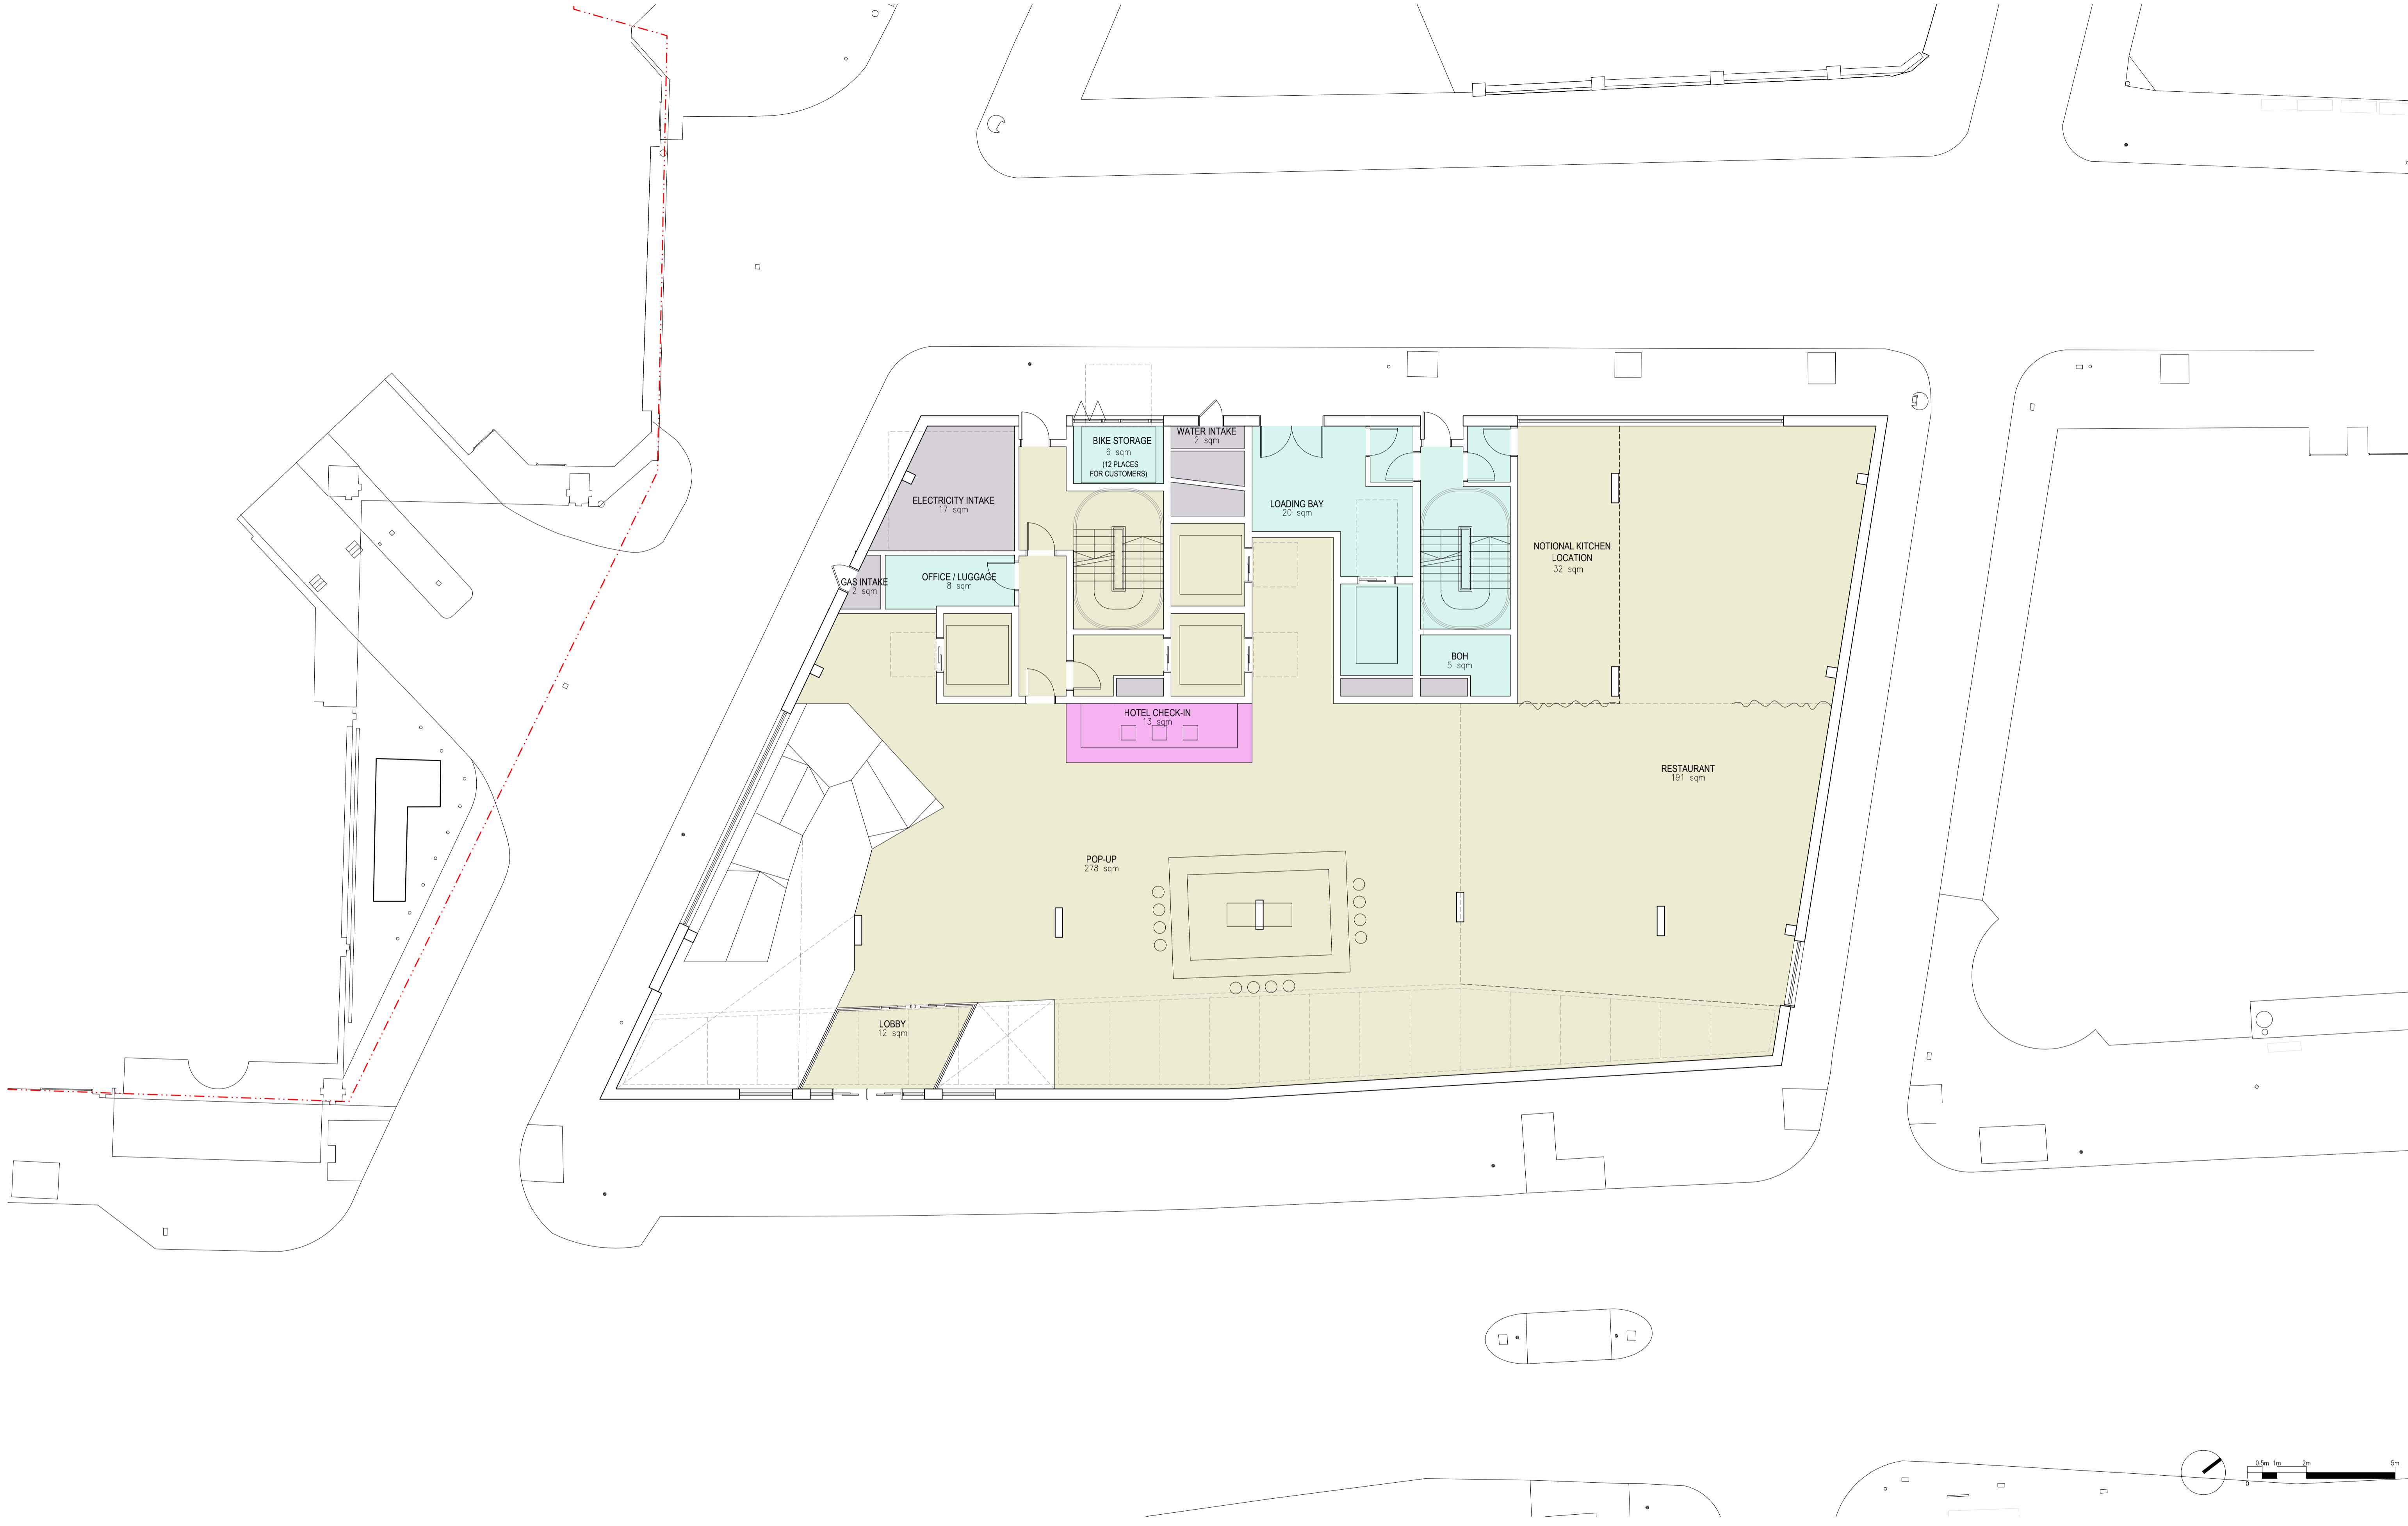 WATER INTAKE
2 sqm
BIKE STORAGE
6 sqm
(12 PLACES
FOR CUSTOMERS)
ELECTRICITY INTAKE
17 sqm
LOADING BAY
20 sqm
NOTIONAL KITCHEN
LOCATION
32 sqm
GAS INTAKE
2 sqm
OFFICE / LUGGAGE
8 sqm
BOH
5 sqm
HOTEL CHECK-IN
13 sqm
RESTAURANT
191 sqm
POP-UP
278 sqm
LOBBY
12 sqm
0.5m 1m 2m 5m
0